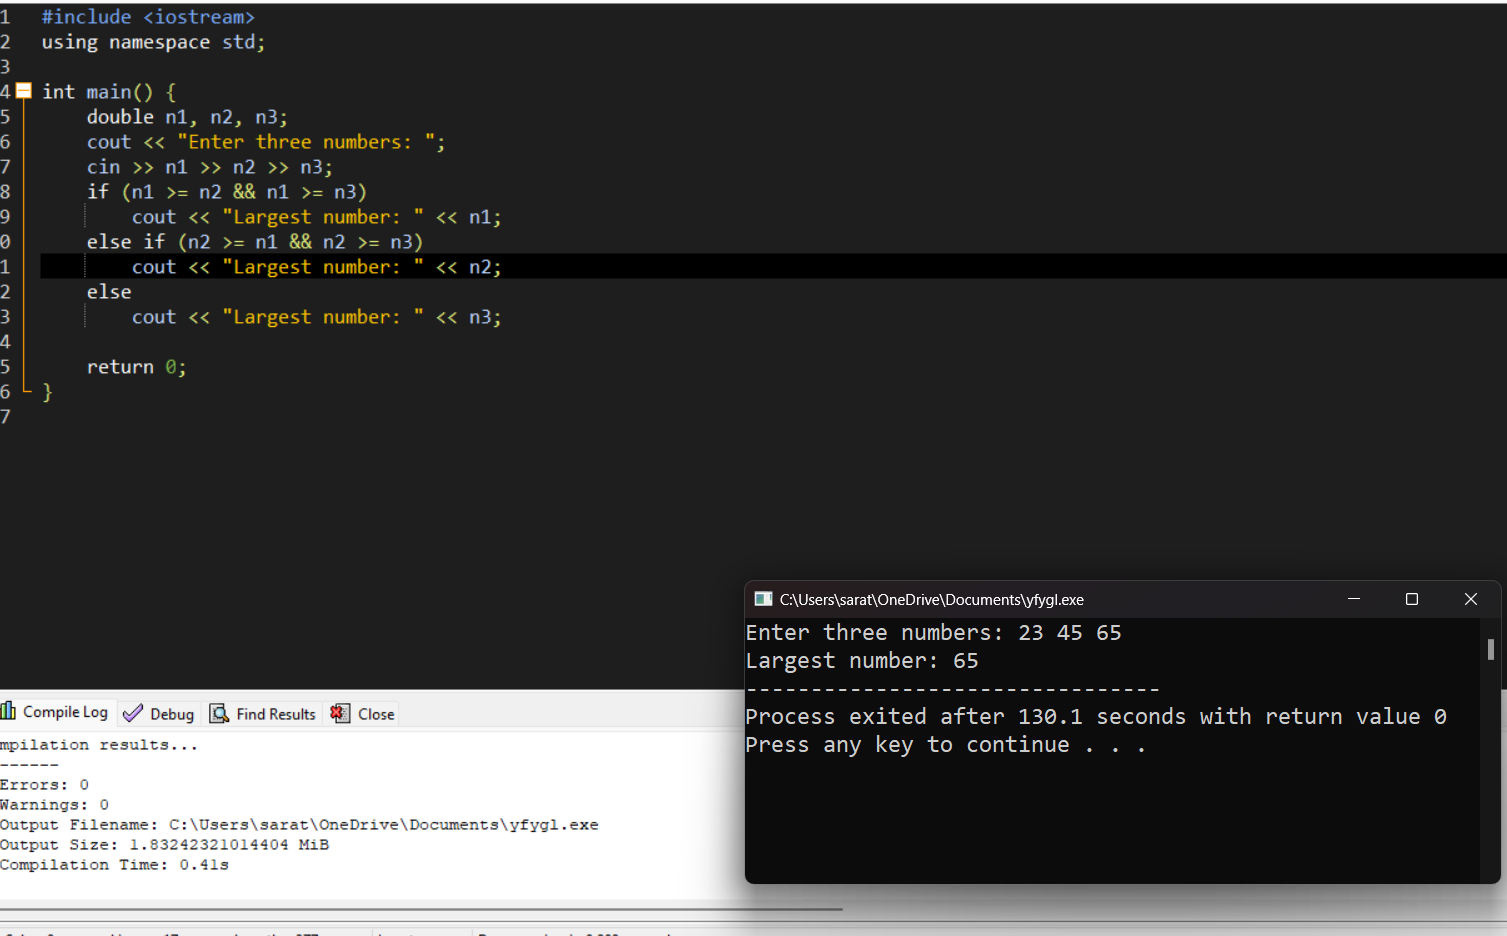 1 #include <iostream>
2 using namespace std;
3
4 int main() {
5 double n1, n2, n3;
6 cout << "Enter three numbers: ";
7 cin >> n1 >> n2 >> n3;
8 if (n1 >= n2 && n1 >= n3)
9 cout << "Largest number: " << n1;
0 else if (n2 >= n1 && n2 >= n3)
1 cout << "Largest number: " << n2;
2 else
3 cout << "Largest number: " << n3;
4
5 return 0;
6 }
7
C:\Users\sarat\OneDrive\Documents\yfygl.exe
Enter three numbers: 23 45 65
Largest number: 65
--------------------------------
Process exited after 130.1 seconds with return value 0
Press any key to continue . . .
Compile Log Debug Find Results Close
mpilation results...
------
Errors: 0
Warnings: 0
Output Filename: C:\Users\sarat\OneDrive\Documents\yfygl.exe
Output Size: 1.83242321014404 MiB
Compilation Time: 0.41s